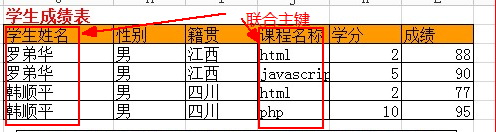 学生成绩表
联合主键
学生姓名 性别 籍贯 课程名称 学分 成绩
罗弟华 男 江西 html 2 88
罗弟华 男 江西 javascrip 5 90
韩顺平 男 四川 html 2 77
韩顺平 男 四川 php 10 95